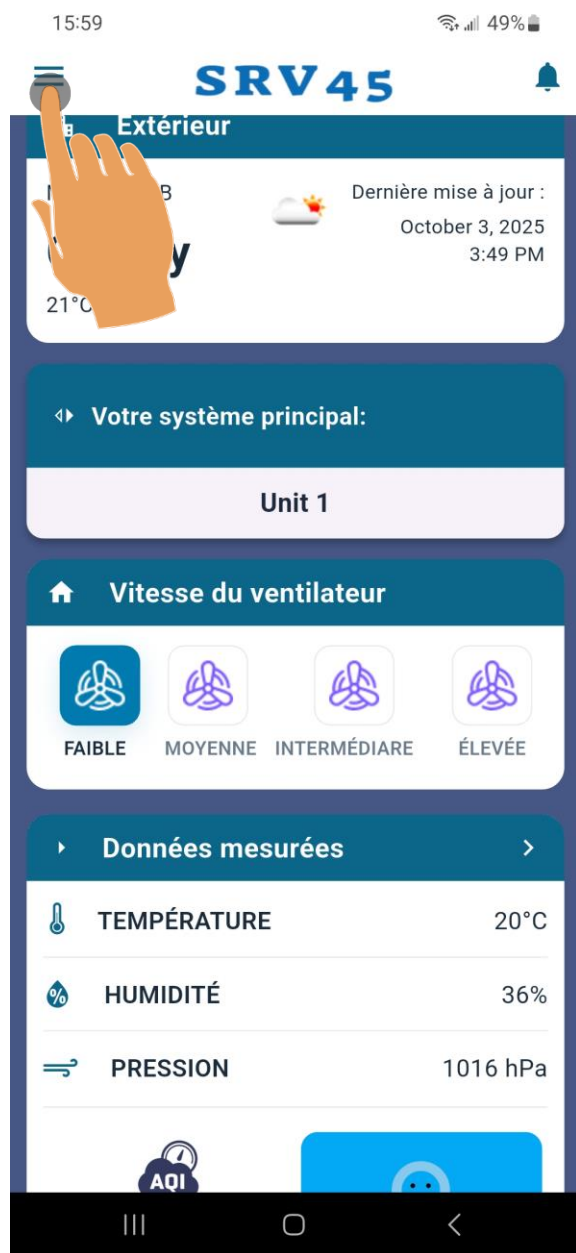 15:59
49%
SRV45
Extérieur
Dernière mise à jour :
October 3, 2025
3:49 PM
21°C
Votre système principal:
Unit 1
Vitesse du ventilateur
FAIBLE MOYENNE INTERMÉDIARE ÉLEVÉE
Données mesurées
TEMPÉRATURE 20°C
% HUMIDITÉ 36%
PRESSION 1016 hPa
AQI